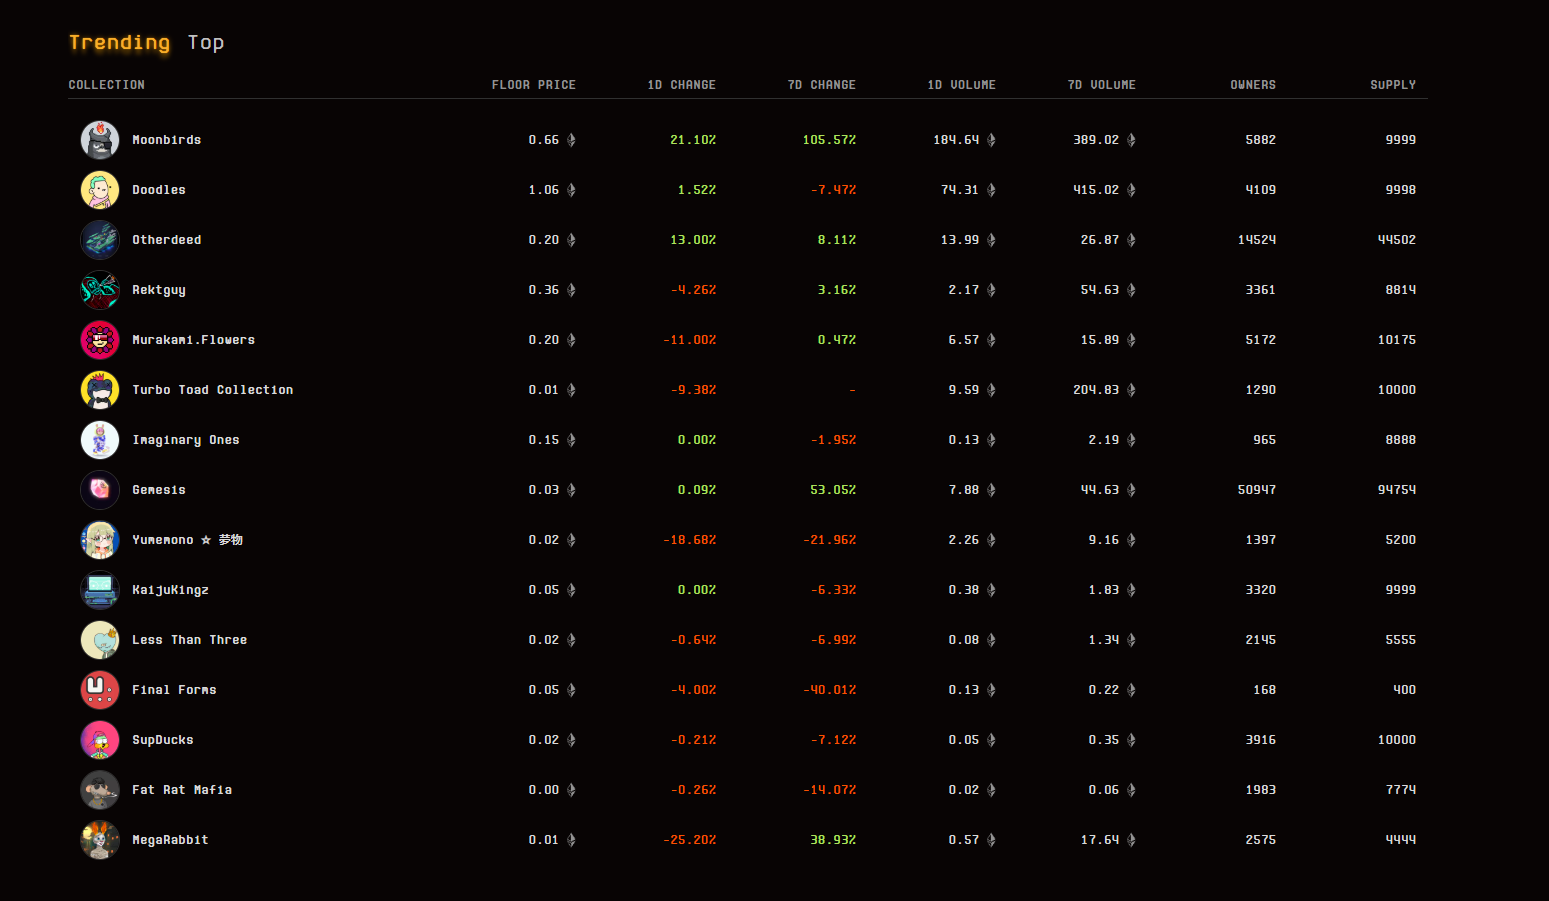 Trending Top
COLLECTION FLOOR PRICE 1D CHANGE 7D CHANGE 1D VOLUME 7D VOLUME OWNERS SUPPLY
Moonbirds 0.66 21.10% 105.57% 184.64 389.02 5882 9999
Doodles 1.06 1.52% -7.47% 74.31 415.02 4109 9998
Otherdeed 0.20 13.00% 8.11% 13.99 26.87 14524 44502
Rektguy 0.36 -4.26% 3.16% 2.17 54.63 3361 8814
Murakami.Flowers 0.20 -11.00% 0.47% 6.57 15.89 5172 10175
Turbo Toad Collection 0.01 -9.38% - 9.59 204.83 1290 10000
Imaginary Ones 0.15 0.00% -1.95% 0.13 2.19 965 8888
Gemesis 0.03 0.09% 53.05% 7.88 44.63 50947 94754
Yumemono ☆ 夢物 0.02 -18.68% -21.96% 2.26 9.16 1397 5200
KaijuKingz 0.05 0.00% -6.33% 0.38 1.83 3320 9999
Less Than Three 0.02 -0.64% -6.99% 0.08 1.34 2145 5555
Final Forms 0.05 -4.00% -40.01% 0.13 0.22 168 400
SupDucks 0.02 -0.21% -7.12% 0.05 0.35 3916 10000
Fat Rat Mafia 0.00 -0.26% -14.07% 0.02 0.06 1983 7774
MegaRabbit 0.01 -25.20% 38.93% 0.57 17.64 2575 4444